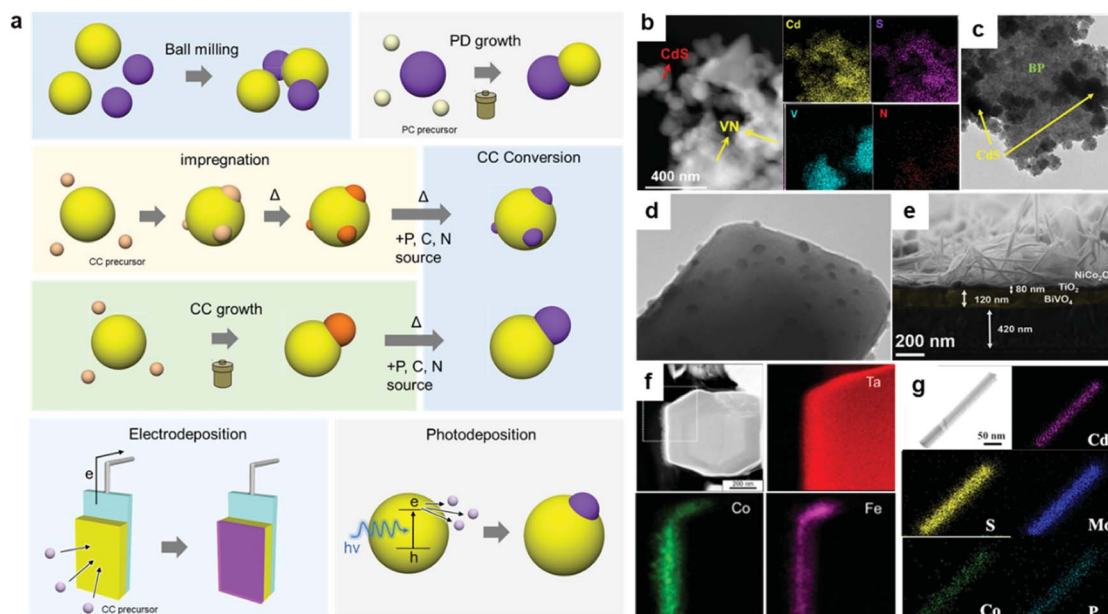 a
Ball milling
PD growth
PC precursor
impregnation
CC Conversion
Δ
Δ
+P, C, N
source
CC precursor
CC growth
Δ
+P, C, N
source
Electrodeposition
e
CC precursor
Photodeposition
hv
e
h
b
CdS
VN
400 nm
Cd
S
V
N
c
BP
CdS
d
e
TiO2
80 nm
120 nm
BiVO4
420 nm
200 nm
f
Ta
200 nm
Co
Fe
g
50 nm
Cd
S
Co
P